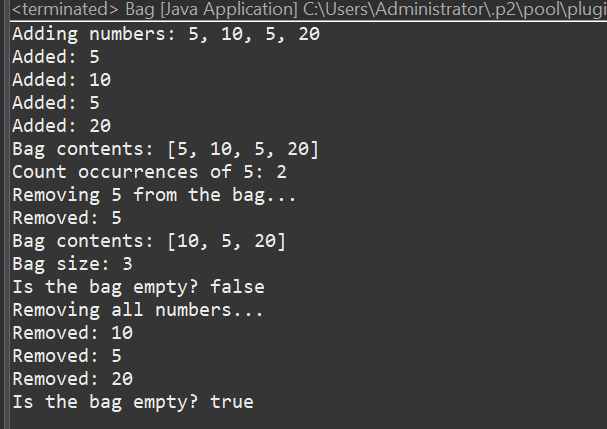 <terminated> Bag [Java Application] C:\Users\Administrator\.p2\pool\plugi
Adding numbers: 5, 10, 5, 20
Added: 5
Added: 10
Added: 5
Added: 20
Bag contents: [5, 10, 5, 20]
Count occurrences of 5: 2
Removing 5 from the bag...
Removed: 5
Bag contents: [10, 5, 20]
Bag size: 3
Is the bag empty? false
Removing all numbers...
Removed: 10
Removed: 5
Removed: 20
Is the bag empty? true